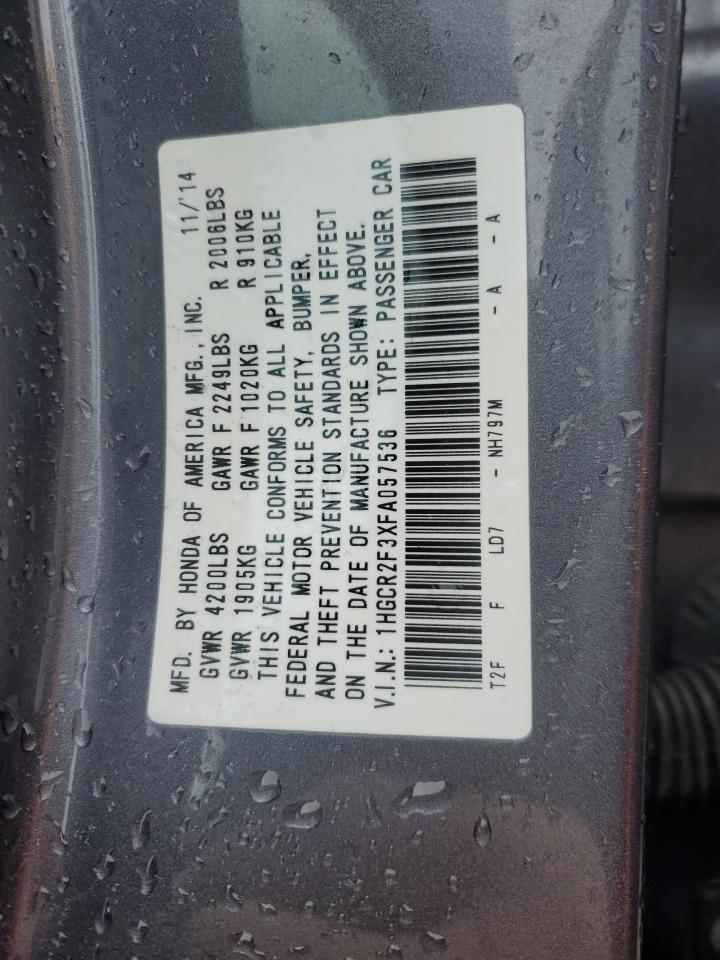 MFD. BY HONDA OF AMERICA MFG., INC. 11/'14
GVWR 4200LBS GAWR F 2249LBS R 2006LBS
GVWR 1905KG GAWR F 1020KG R 910KG
THIS VEHICLE CONFORMS TO ALL APPLICABLE
FEDERAL MOTOR VEHICLE SAFETY, BUMPER,
AND THEFT PREVENTION STANDARDS IN EFFECT
ON THE DATE OF MANUFACTURE SHOWN ABOVE.
V.I.N.: 1HGCR2F3XFA057536 TYPE: PASSENGER CAR
T2F F LD7 - NH797M - A - A